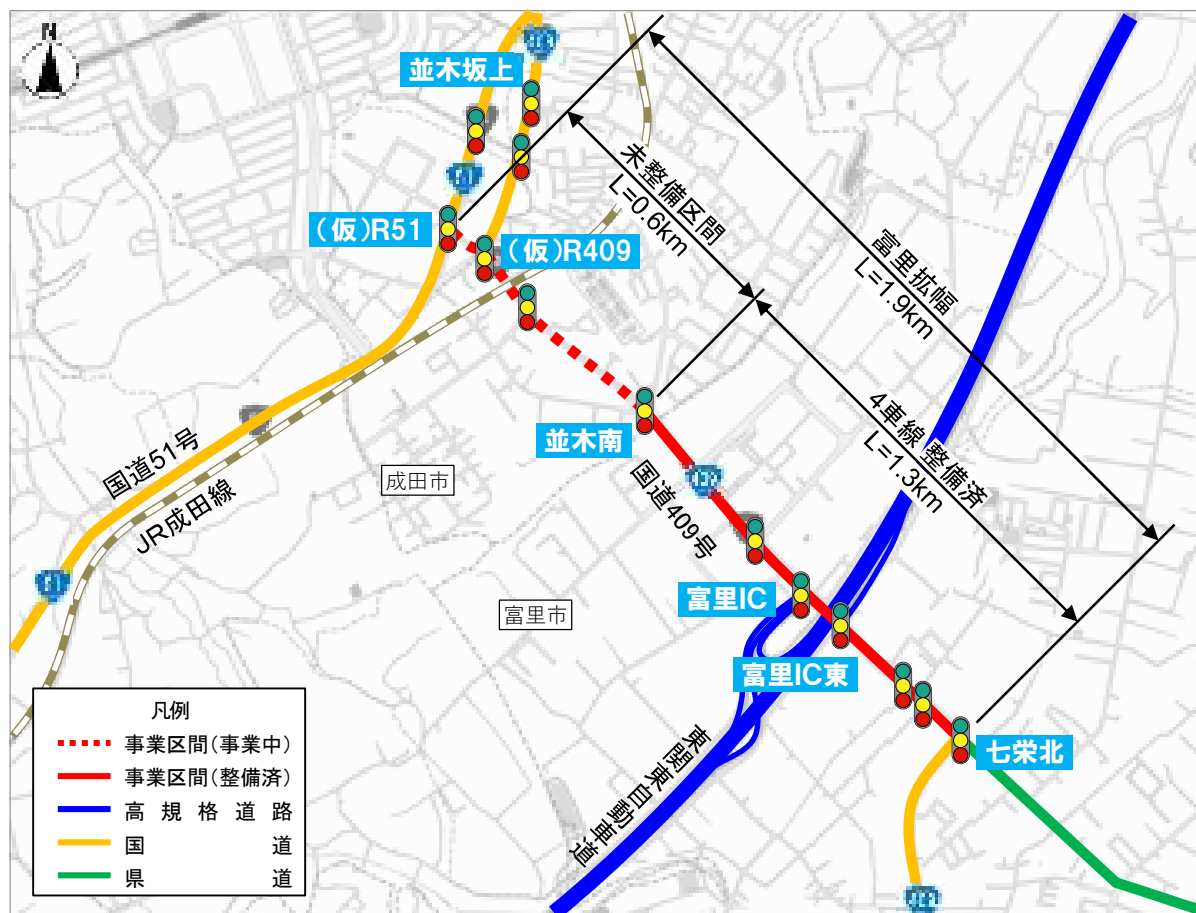 N
並木坂上
(仮)R51
(仮)R409
未整備区間
L=0.6km
富里拡幅
L=1.9km
4車線整備済
L=1.3km
並木南
国道51号
JR成田線
成田市
国道409号
富里市
富里IC
富里IC東
七栄北
東関東自動車道
凡例
事業区間(事業中)
事業区間(整備済)
高規格道路
国道
県道